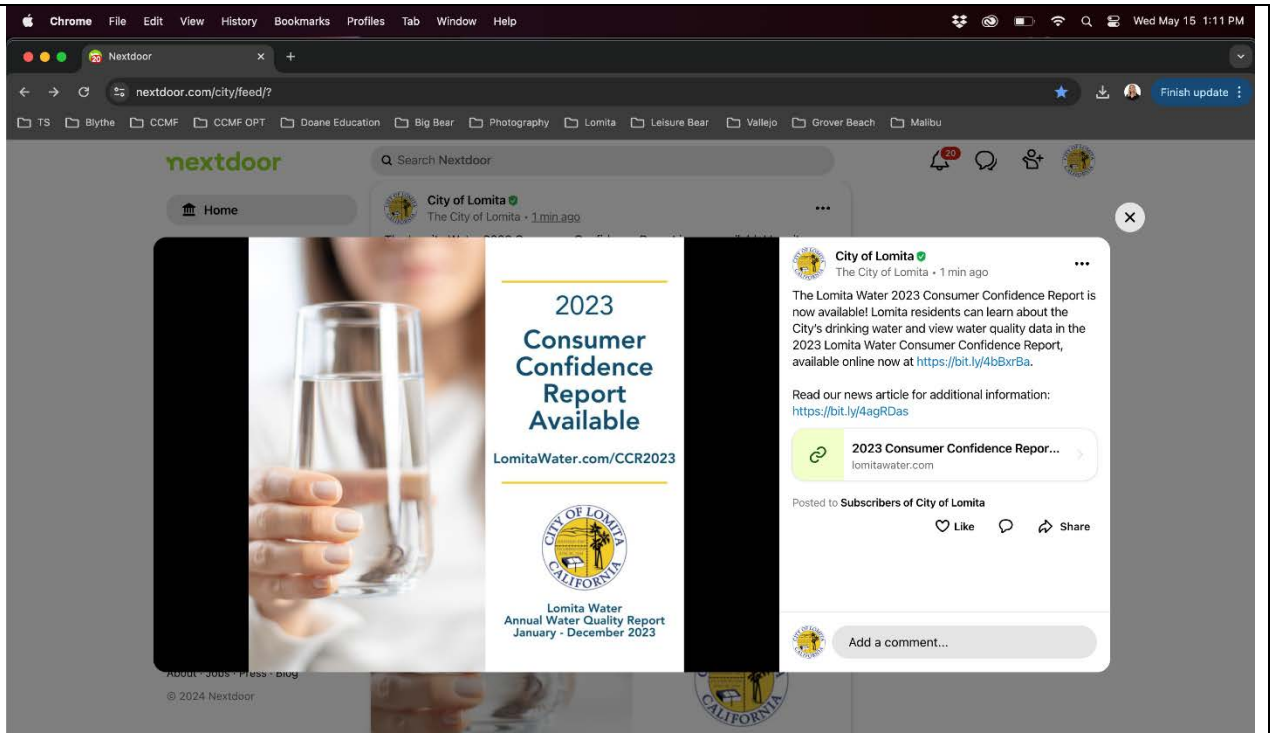 Chrome File Edit View History Bookmarks Profiles Tab Window Help
Wed May 15 1:11 PM
Nextdoor
nextdoor.com/city/feed/?
Finish update
TS Blythe CCMF CCMF OPT Doane Education Big Bear Photography Lomita Leisure Bear Vallejo Grover Beach Malibu
nextdoor
Search Nextdoor
20
Home
City of Lomita
The City of Lomita • 1 min ago
2023
Consumer
Confidence
Report
Available
LomitaWater.com/CCR2023
CITY OF LOMITA
CALIFORNIA
Lomita Water
Annual Water Quality Report
January - December 2023
City of Lomita
The City of Lomita • 1 min ago
The Lomita Water 2023 Consumer Confidence Report is
now available! Lomita residents can learn about the
City's drinking water and view water quality data in the
2023 Lomita Water Consumer Confidence Report,
available online now at https://bit.ly/4bBxrBa.
Read our news article for additional information:
https://bit.ly/4agRDas
2023 Consumer Confidence Repor...
lomitawater.com
Posted to Subscribers of City of Lomita
Like
Share
Add a comment...
About · Jobs · Press · Blog
© 2024 Nextdoor
CALIFORNIA